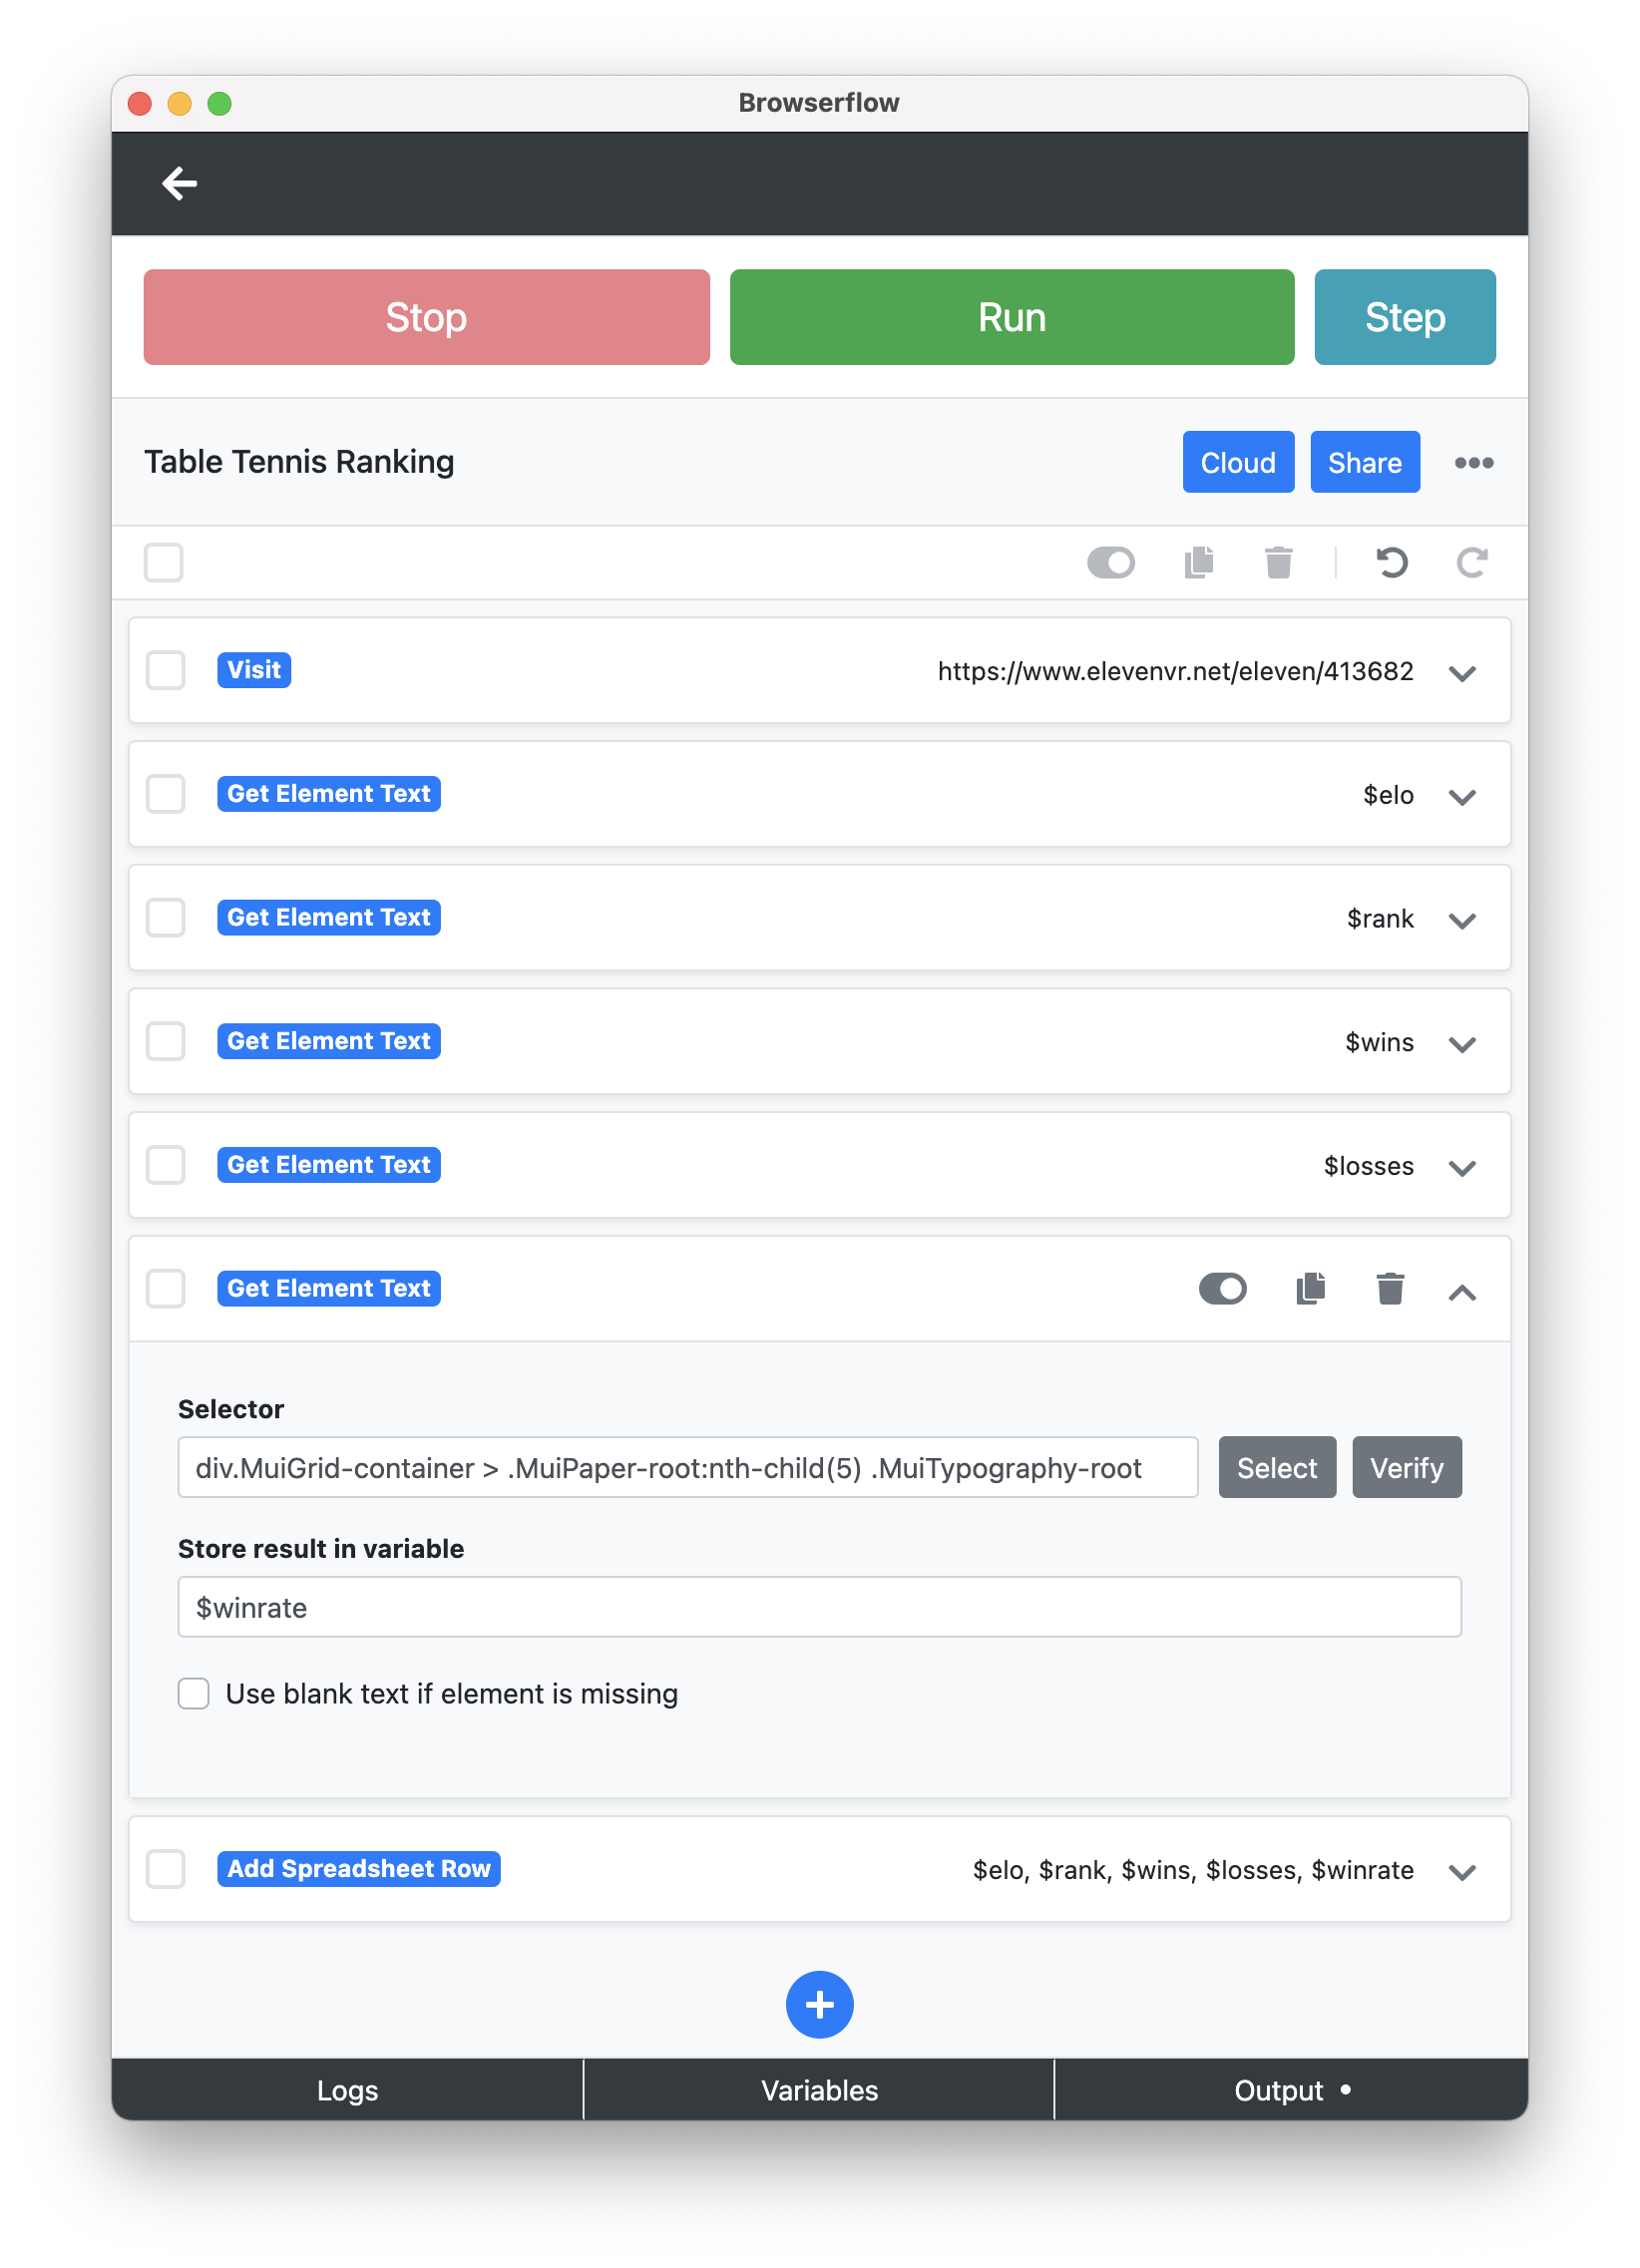 Browserflow
Stop Run Step
Table Tennis Ranking Cloud Share
Visit https://www.elevenvr.net/eleven/413682
Get Element Text $elo
Get Element Text $rank
Get Element Text $wins
Get Element Text $losses
Get Element Text
Selector
div.MuiGrid-container > .MuiPaper-root:nth-child(5) .MuiTypography-root Select Verify
Store result in variable
$winrate
Use blank text if element is missing
Add Spreadsheet Row $elo, $rank, $wins, $losses, $winrate
Logs Variables Output •